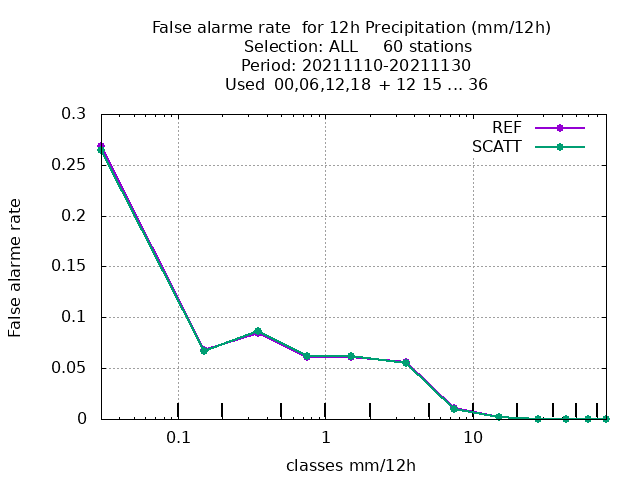 False alarme rate  for 12h Precipitation (mm/12h)
Selection: ALL     60 stations
Period: 20211110-20211130
Used  00,06,12,18  + 12 15 ... 36
0.3
REF
SCATT
0.25
0.2
0.15
0.1
0.05
0
False alarme rate
0.1 1 10
classes mm/12h